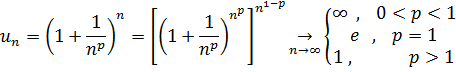 u_n = (1 + 1/n^p)^n = [(1 + 1/n^p)^{n^p}]^{n^{1-p}} →_{n→∞} { ∞ , 0 < p < 1
e , p = 1
1 , p > 1